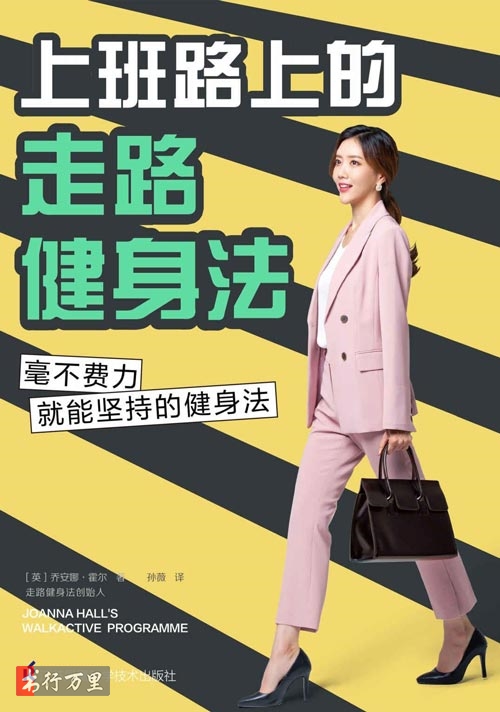 上班路上的
走路
健身法
毫不费力
就能坚持的健身法
[英]乔安娜·霍尔 著 孙薇 译
走路健身法创始人
JOANNA HALL'S
WALKACTIVE PROGRAMME
书行万里
学技术出版社